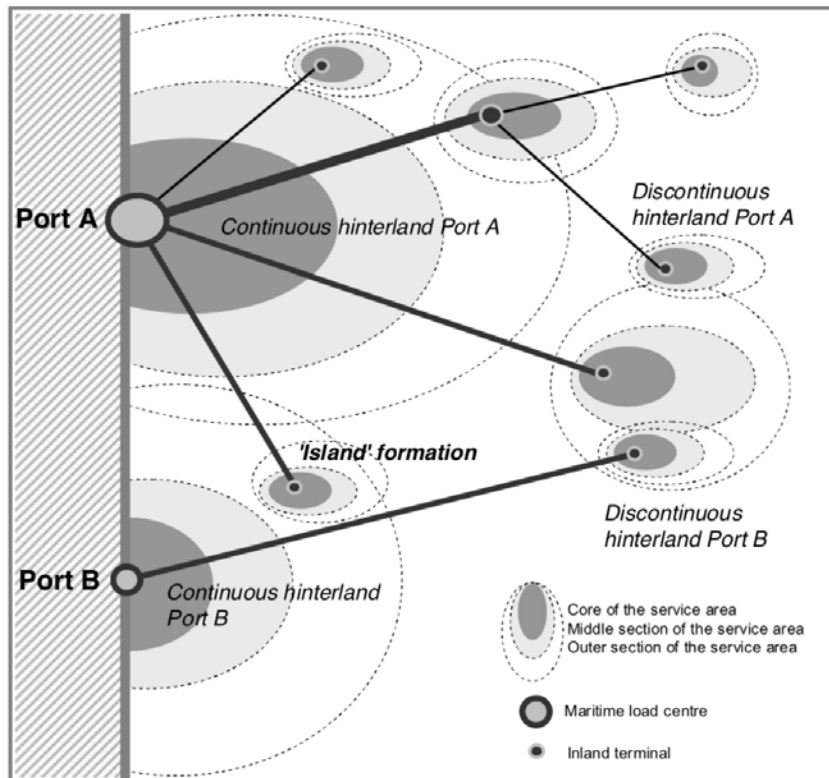 Port A
Continuous hinterland Port A
Discontinuous
hinterland Port A
'Island' formation
Discontinuous
hinterland Port B
Port B
Continuous hinterland
Port B
Core of the service area
Middle section of the service area
Outer section of the service area
Maritime load centre
Inland terminal